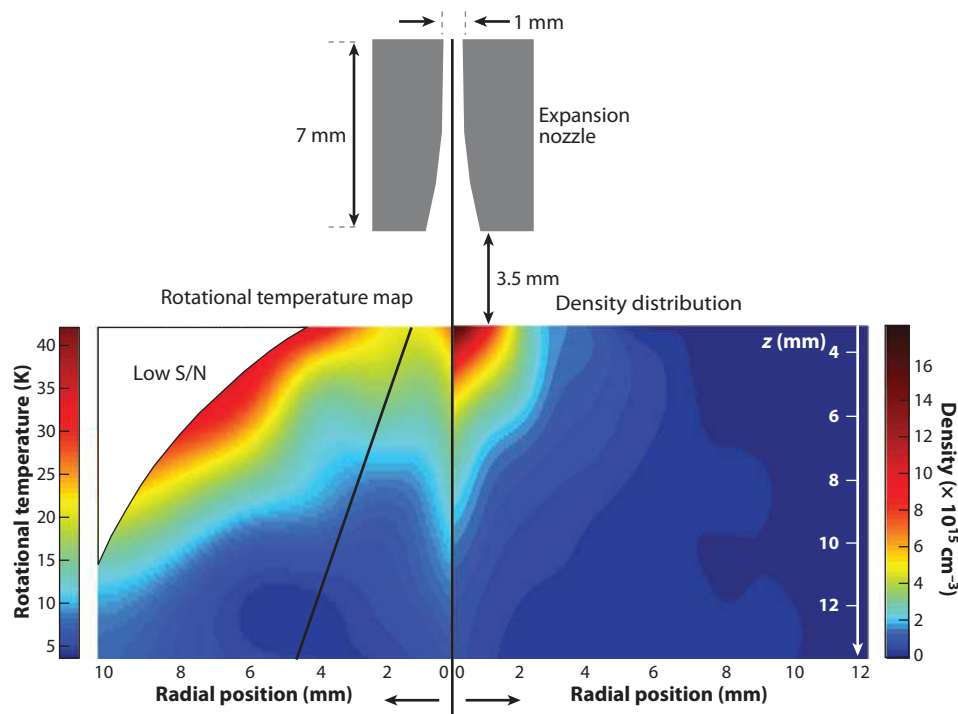 1 mm
7 mm
Expansion
nozzle
3.5 mm
Rotational temperature map
Density distribution
Rotational temperature (K)
40
35
30
25
20
15
10
5
Low S/N
z (mm)
4
6
8
10
12
Density (× 10¹⁵ cm⁻³)
16
14
12
10
8
6
4
2
0
10 8 6 4 2 0
0 2 4 6 8 10 12
Radial position (mm)
Radial position (mm)